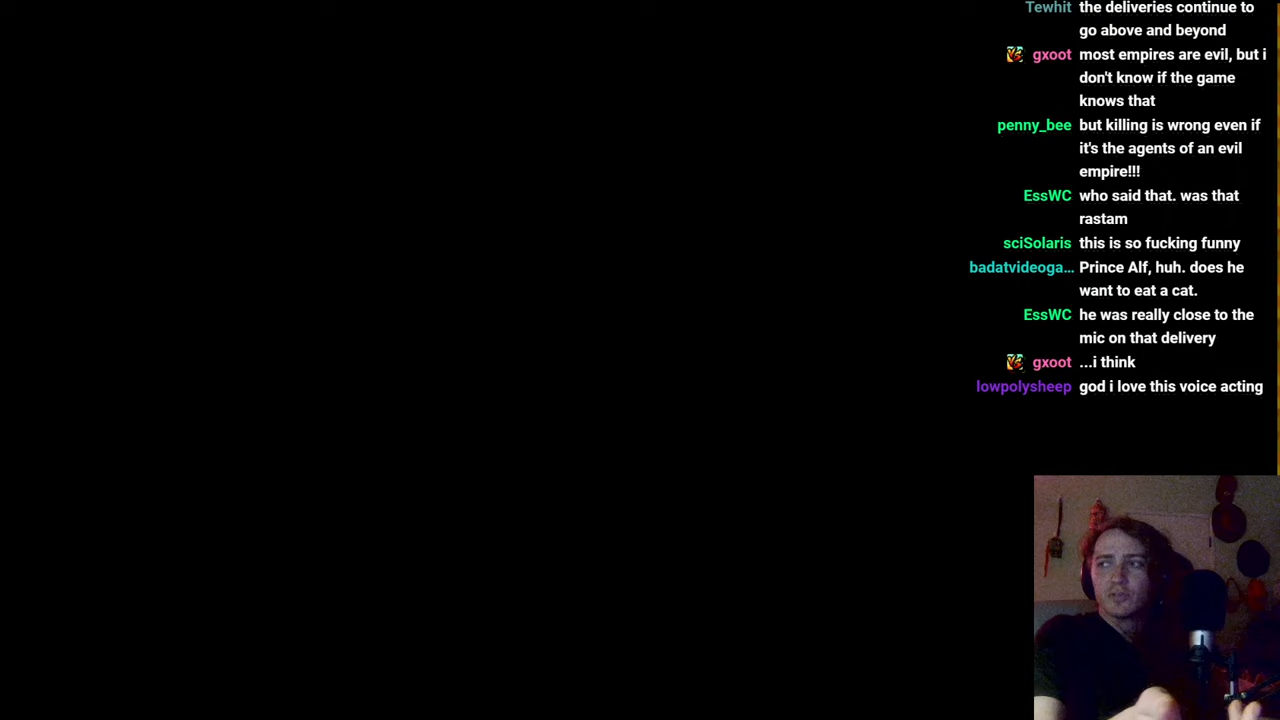 Tewhit the deliveries continue to
go above and beyond
gxoot most empires are evil, but i
don't know if the game
knows that
penny_bee but killing is wrong even if
it's the agents of an evil
empire!!!
EssWC who said that. was that
rastam
sciSolaris this is so fucking funny
badatvideoga… Prince Alf, huh. does he
want to eat a cat.
EssWC he was really close to the
mic on that delivery
gxoot ...i think
lowpolysheep god i love this voice acting